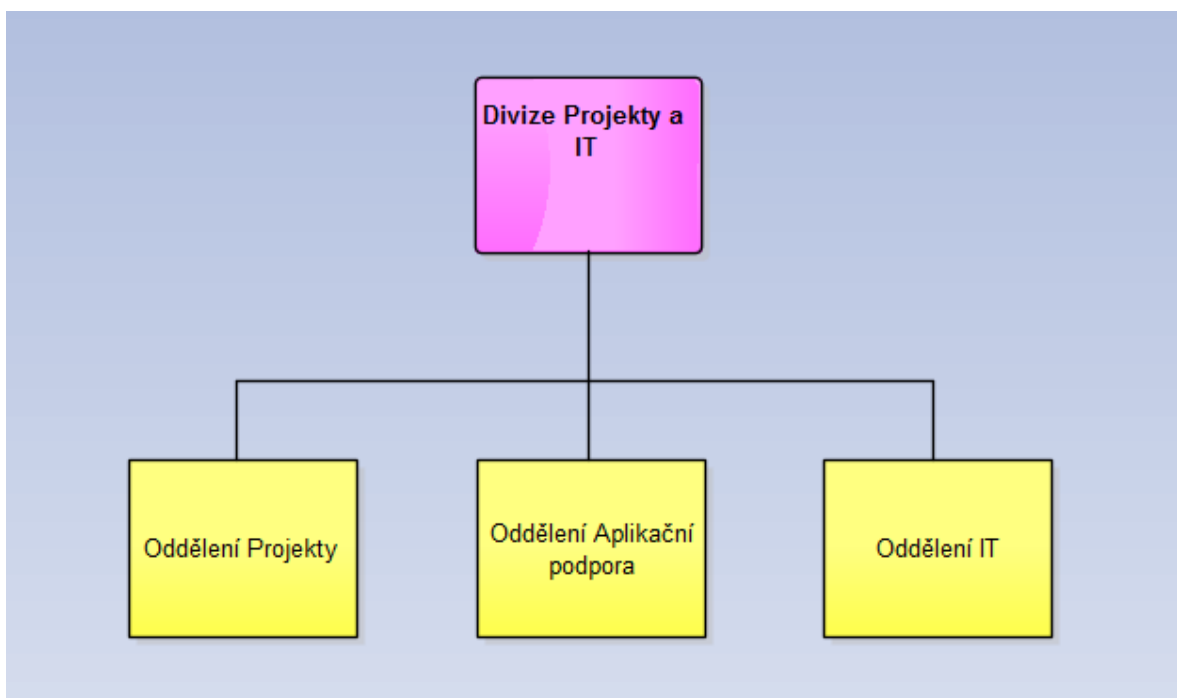 Divize Projekty a
IT
Oddělení Projekty
Oddělení Aplikační
podpora
Oddělení IT